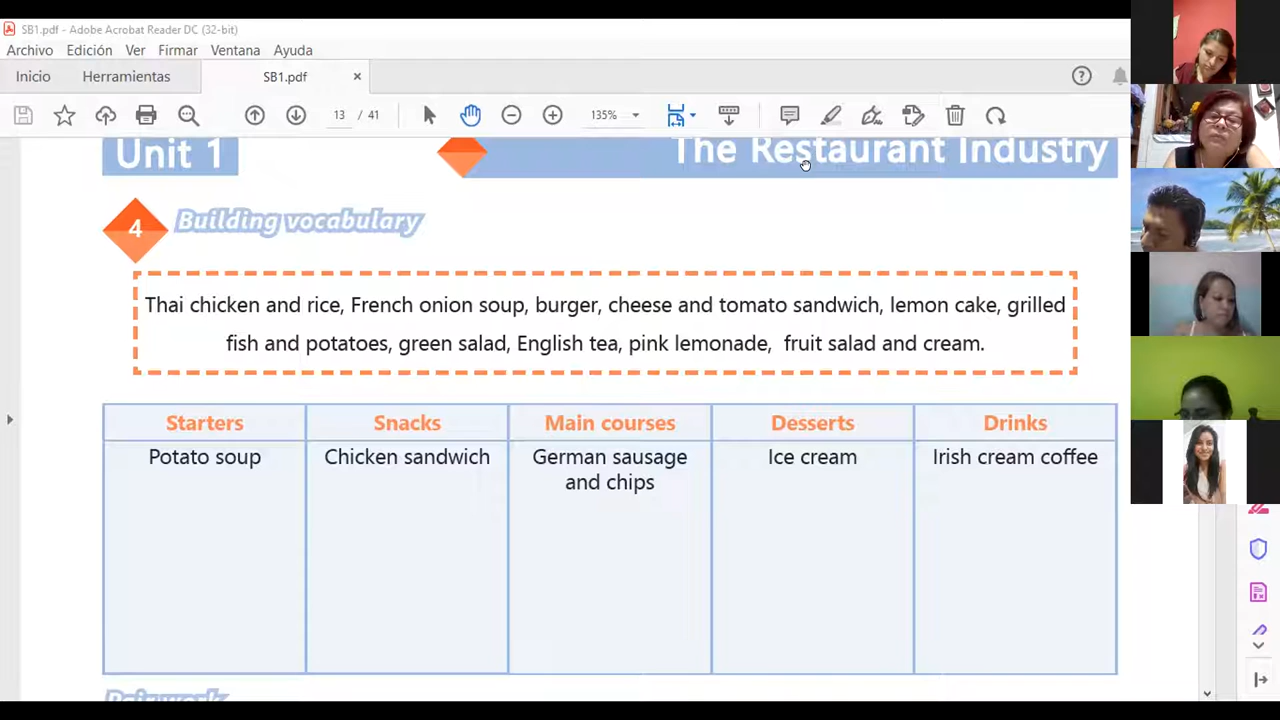 SB1.pdf - Adobe Acrobat Reader DC (32-bit)
Archivo Edición Ver Firmar Ventana Ayuda
Inicio Herramientas SB1.pdf ×
13 / 41 135%
Unit 1 The Restaurant Industry
4 Building vocabulary
Thai chicken and rice, French onion soup, burger, cheese and tomato sandwich, lemon cake, grilled
fish and potatoes, green salad, English tea, pink lemonade, fruit salad and cream.
Starters Snacks Main courses Desserts Drinks
Potato soup Chicken sandwich German sausage Ice cream Irish cream coffee
and chips
Pair work